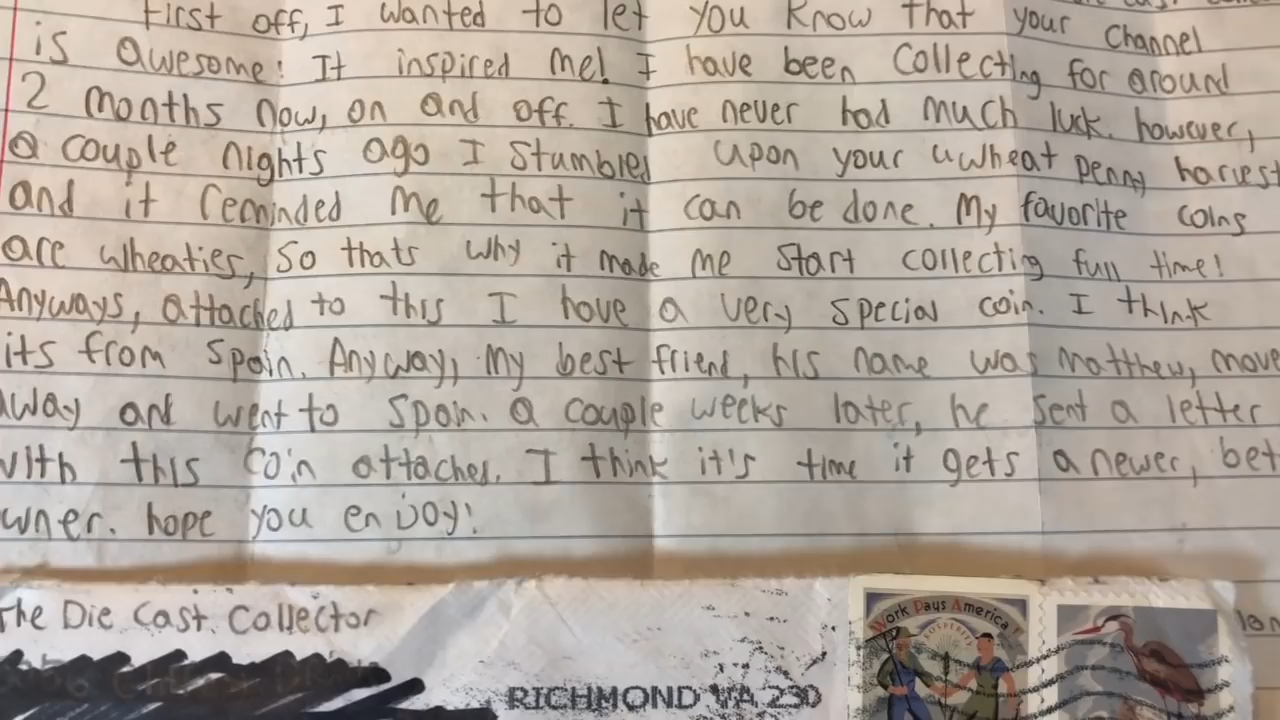 First off, I wanted to let you know that your channel
is awesome! It inspired me! I have been collecting for around
2 months now, on and off. I have never had much luck. however,
a couple nights ago I stumbled upon your wheat penny
and it reminded me that it can be done. My favorite coins
are wheaties, so thats why it made me start collecting full time!
Anyways, attached to this I have a very special coin. I think
its from spain. Anyway, my best friend, his name was matthew, move
way and went to spain. a couple weeks later, he sent a letter
with this coin attached. I think it's time it gets a newer, bet
wner. hope you enjoy!
The Die Cast Collector
RICHMOND VA 230
Work Pays America!
PROSPERITY